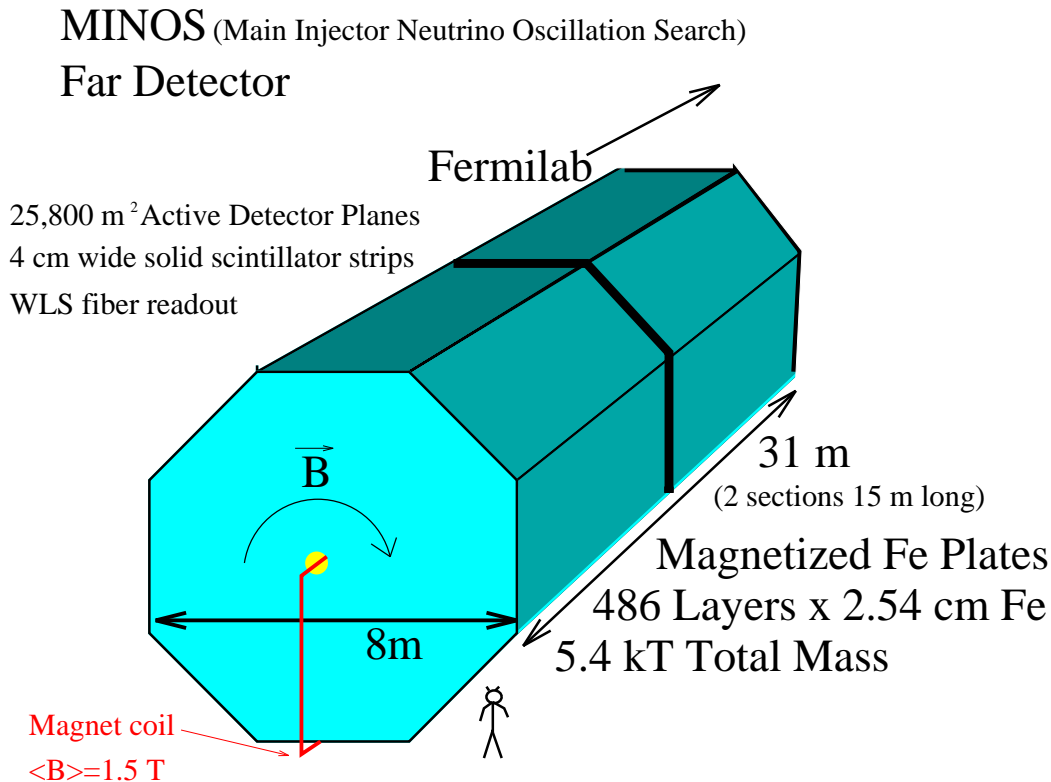 MINOS (Main Injector Neutrino Oscillation Search)
Far Detector
Fermilab
25,800 m² Active Detector Planes
4 cm wide solid scintillator strips
WLS fiber readout
B
31 m
(2 sections 15 m long)
Magnetized Fe Plates
486 Layers x 2.54 cm Fe
8m
5.4 kT Total Mass
Magnet coil
<B>=1.5 T